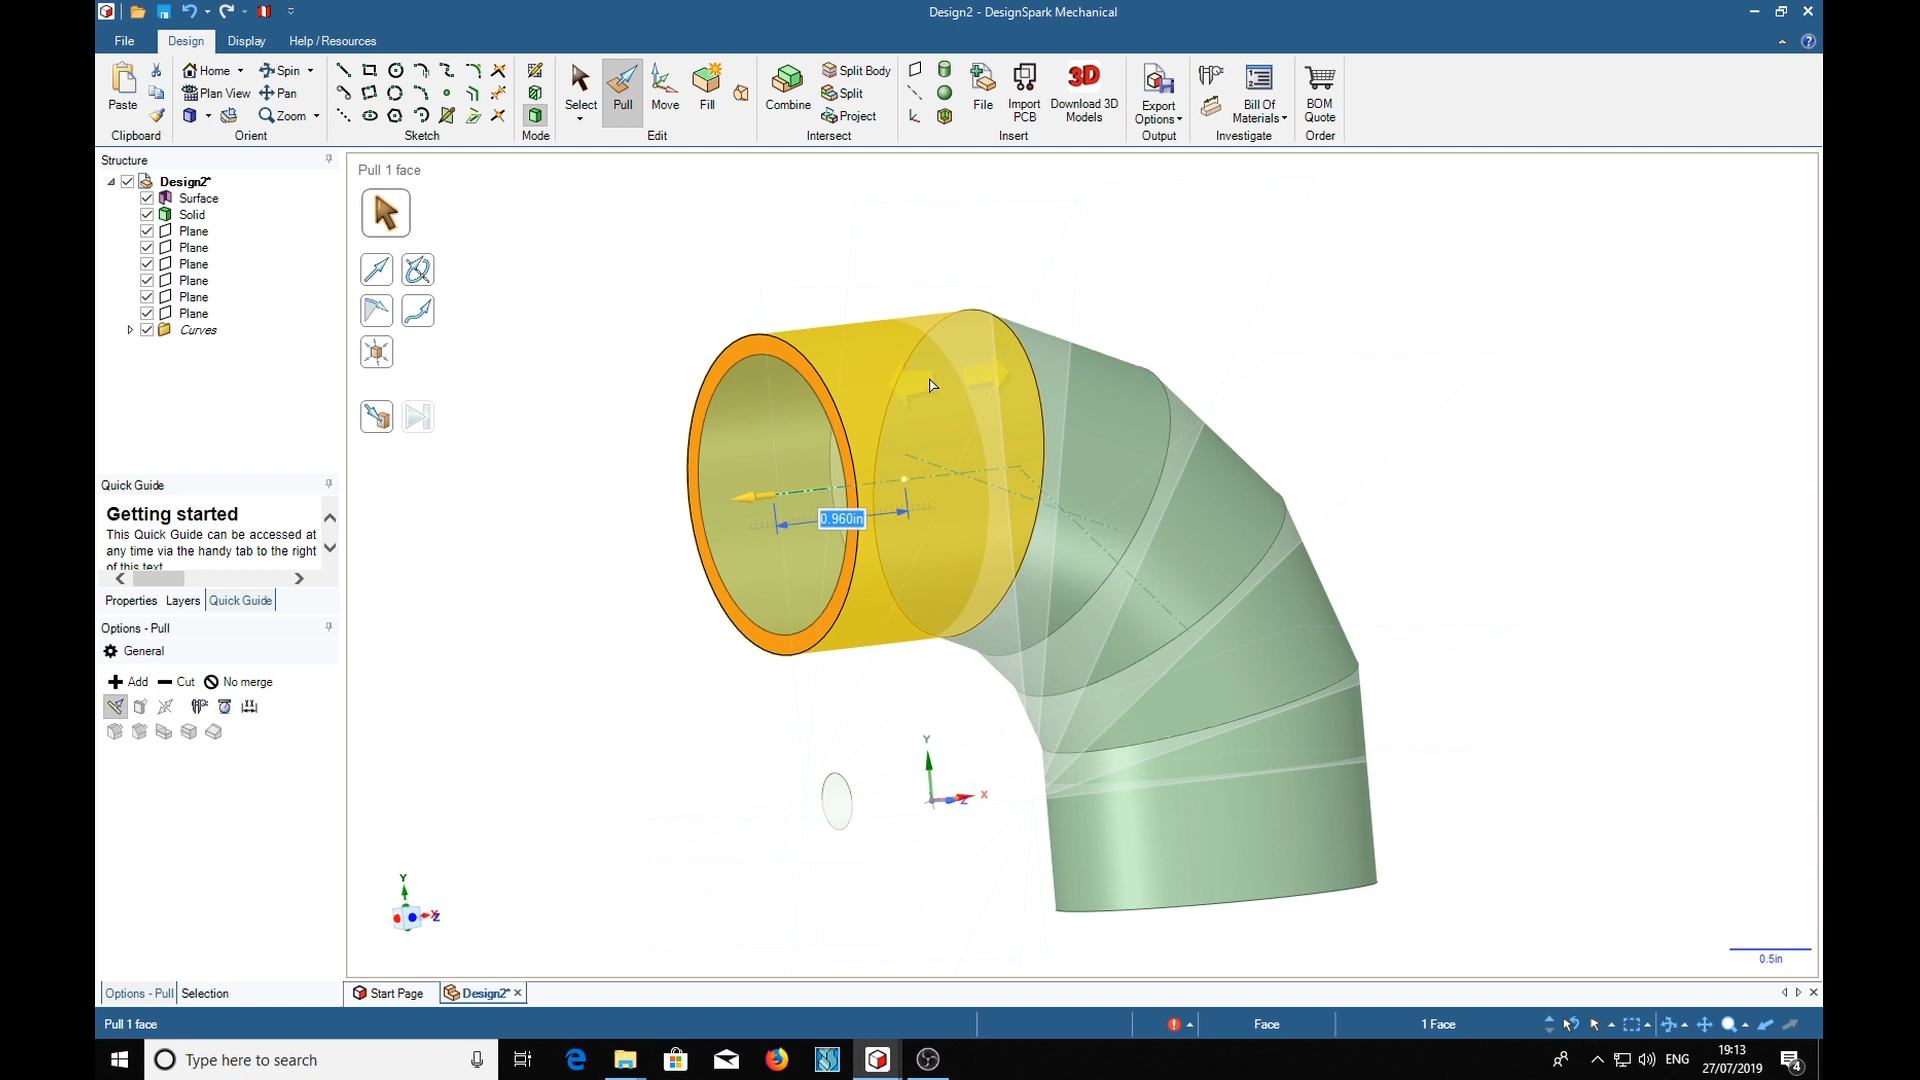 Design2 - DesignSpark Mechanical
File Design Display Help / Resources
Paste
Clipboard
Home Spin
Plan View Pan
Zoom
Orient
Sketch
Mode
Select Pull Move Fill
Edit
Combine
Split Body
Split
Project
Intersect
File
Import
PCB
3D
Download 3D
Models
Insert
Export
Options
Output
Bill Of
Materials
Investigate
BOM
Quote
Order
Structure
Design2*
Surface
Solid
Plane
Plane
Plane
Plane
Plane
Plane
Curves
Quick Guide
Getting started
This Quick Guide can be accessed at
any time via the handy tab to the right
of this text
Properties Layers Quick Guide
Options - Pull
General
Add Cut No merge
Options - Pull Selection
Pull 1 face
0.960in
Y
X
Z
Y
X
Z
0.5in
Start Page Design2*
Pull 1 face
Face
1 Face
Type here to search
ENG
19:13
27/07/2019
4